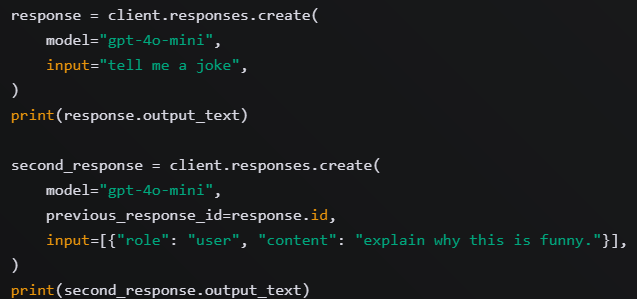 response = client.responses.create(
    model="gpt-4o-mini",
    input="tell me a joke",
)
print(response.output_text)

second_response = client.responses.create(
    model="gpt-4o-mini",
    previous_response_id=response.id,
    input=[{"role": "user", "content": "explain why this is funny."}],
)
print(second_response.output_text)